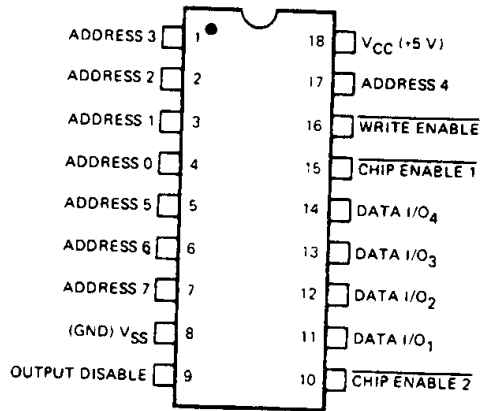 ADDRESS 3 1
ADDRESS 2 2
ADDRESS 1 3
ADDRESS 0 4
ADDRESS 5 5
ADDRESS 6 6
ADDRESS 7 7
(GND) VSS 8
OUTPUT DISABLE 9
18 VCC (+5 V)
17 ADDRESS 4
16 WRITE ENABLE
15 CHIP ENABLE 1
14 DATA I/O4
13 DATA I/O3
12 DATA I/O2
11 DATA I/O1
10 CHIP ENABLE 2